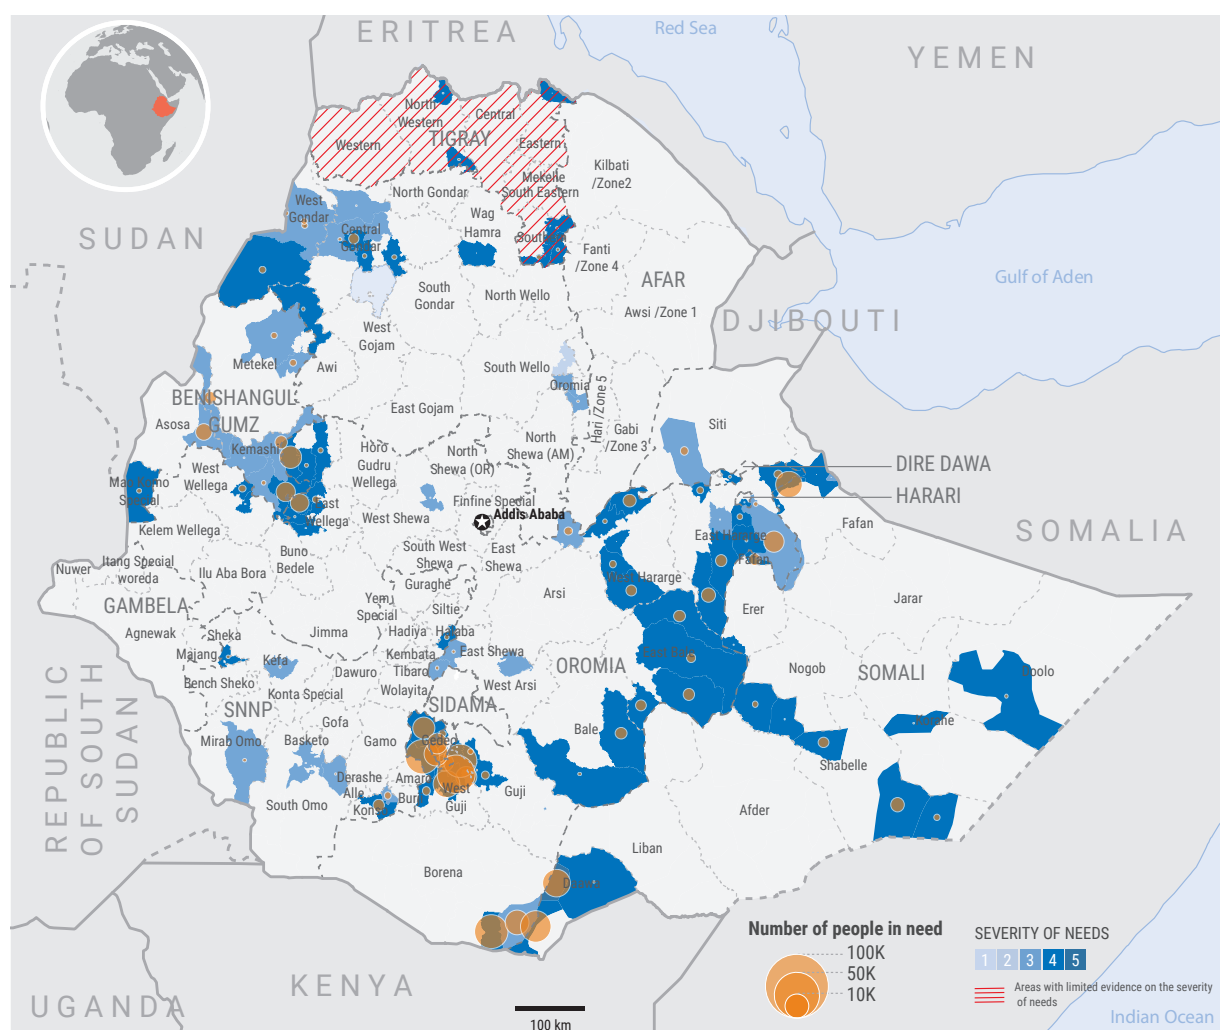 ERITREA
Red Sea
YEMEN
North
Western
Central
TIGRAY
Western
Eastern
Kilbati
/Zone2
Mekelle
South Eastern
North Gondar
West
Gondar
Wag
Hamra
SUDAN
Central
Gondar
Southern
Fanti
/Zone 4
AFAR
Gulf of Aden
South
Gondar
North Wello
Awsi /Zone 1
DJIBOUTI
West
Gojam
Metekel
Awi
South Wello
Oromia
Hari /Zone 5
BENISHANGUL
GUMZ
East Gojam
Asosa
Siti
Gabi
/Zone 3
Kemashi
Horo
Gudru
Wellega
North
Shewa (OR)
North
Shewa (AM)
DIRE DAWA
West
Wellega
Mao Komo
Special
HARARI
East
Wellega
Finfine Special
Addis Ababa
West Shewa
SOMALIA
Kelem Wellega
East Hararge
Fafan
Fafan
South West
Shewa
East
Shewa
Buno
Bedele
Itang Special
woreda
Nuwer
Ilu Aba Bora
West Hararge
Guraghe
Arsi
GAMBELA
Yem
Special
Siltie
Erer
Jarar
Agnewak
Sheka
Jimma
Hadiya
Halaba
Majang
Kefa
Kembata
Tibaro
East Shewa
East Bale
OROMIA
Nogob
SOMALI
Doolo
Bench Sheko
Dawuro
Wolayita
West Arsi
Konta Special
SNNP
SIDAMA
REPUBLIC
OF SOUTH
SUDAN
Gofa
Mirab Omo
Basketo
Gamo
Gedeo
Bale
Shabelle
Derashe
Amaro
Alle
Burji
West
Guji
Guji
South Omo
Afder
Liban
Borena
Daawa
KENYA
UGANDA
100 km
Number of people in need
100K
50K
10K
SEVERITY OF NEEDS
1 2 3 4 5
Areas with limited evidence on the severity
of needs
Indian Ocean